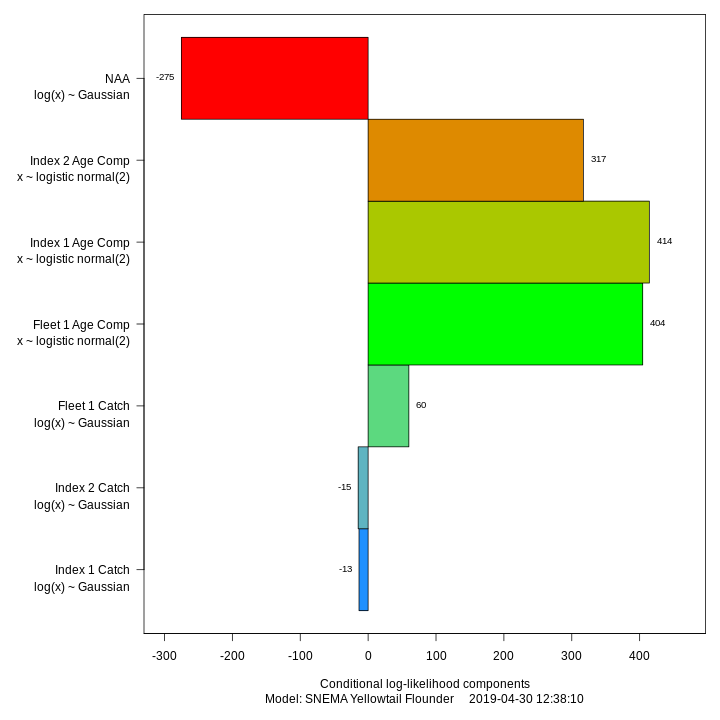 NAA
log(x) ~ Gaussian
-275
Index 2 Age Comp
x ~ logistic normal(2)
317
Index 1 Age Comp
x ~ logistic normal(2)
414
Fleet 1 Age Comp
x ~ logistic normal(2)
404
Fleet 1 Catch
log(x) ~ Gaussian
60
Index 2 Catch
log(x) ~ Gaussian
-15
Index 1 Catch
log(x) ~ Gaussian
-13
-300 -200 -100 0 100 200 300 400
Conditional log-likelihood components
Model: SNEMA Yellowtail Flounder 2019-04-30 12:38:10